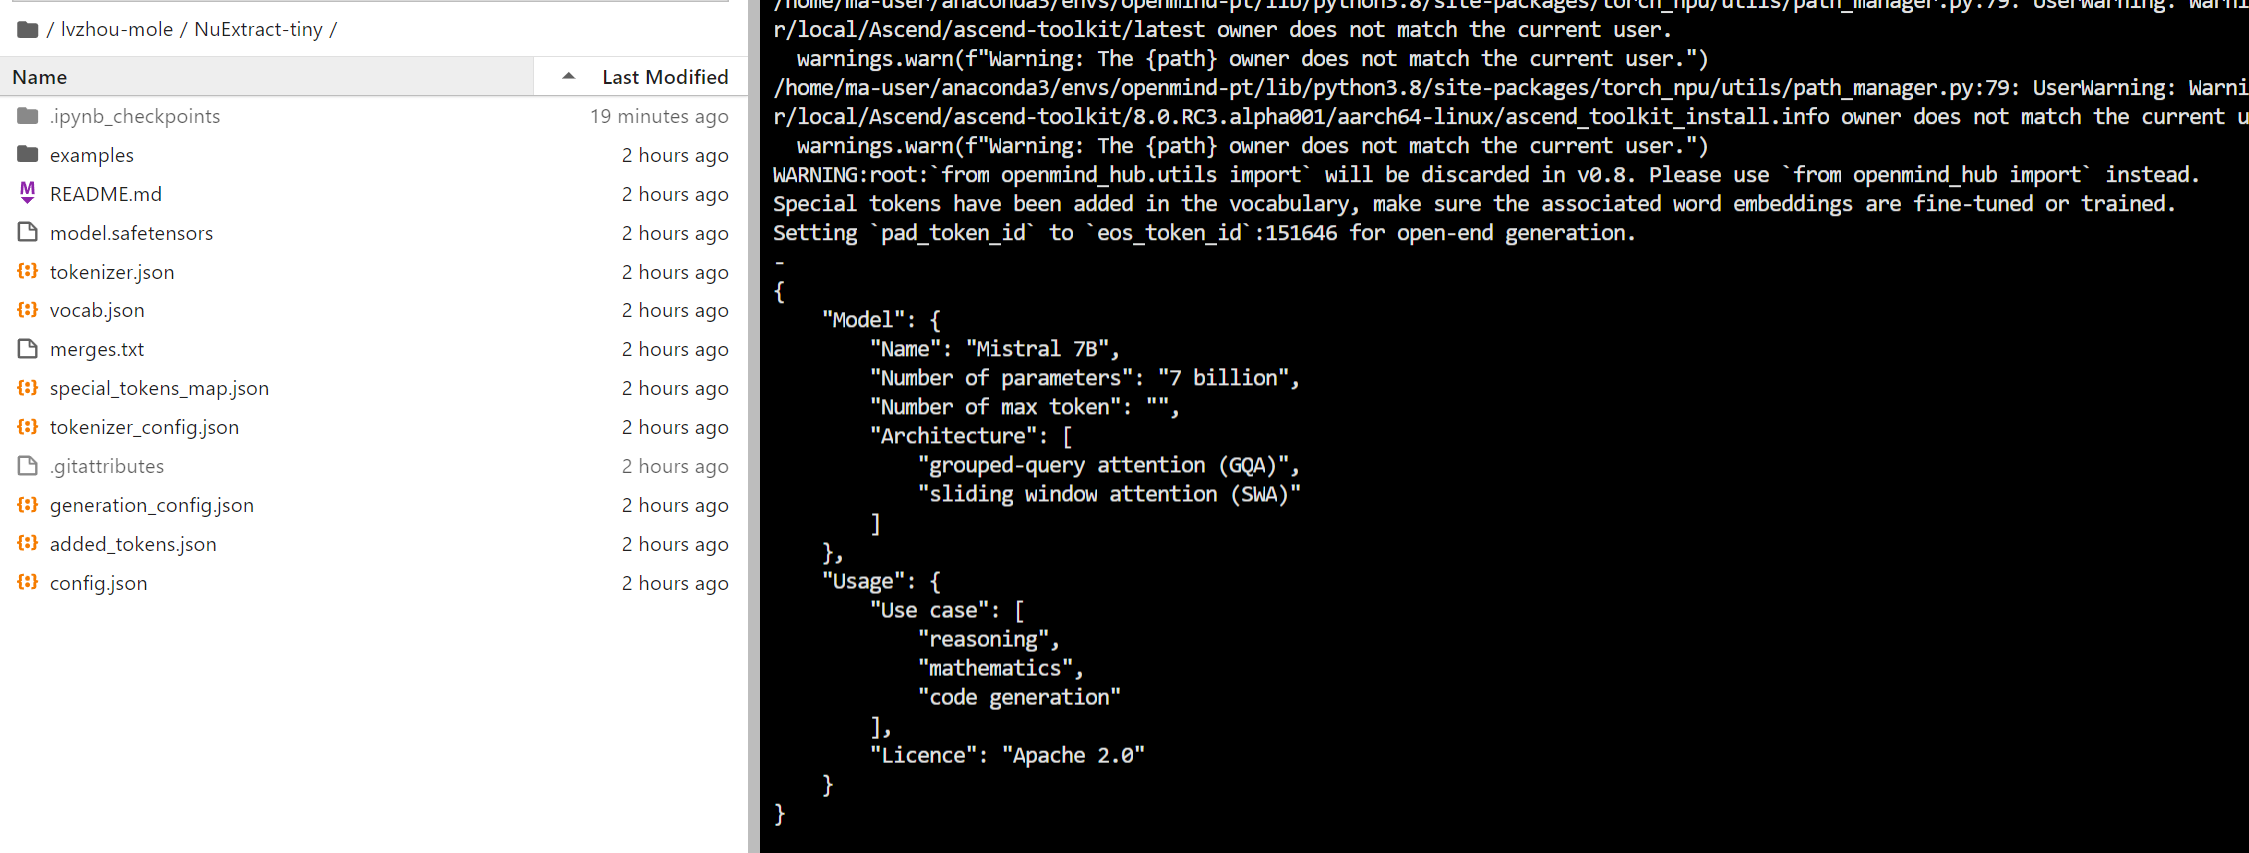 / lvzhou-mole / NuExtract-tiny /
Name Last Modified
.ipynb_checkpoints 19 minutes ago
examples 2 hours ago
README.md 2 hours ago
model.safetensors 2 hours ago
tokenizer.json 2 hours ago
vocab.json 2 hours ago
merges.txt 2 hours ago
special_tokens_map.json 2 hours ago
tokenizer_config.json 2 hours ago
.gitattributes 2 hours ago
generation_config.json 2 hours ago
added_tokens.json 2 hours ago
config.json 2 hours ago
/home/ma-user/anaconda3/envs/openmind-pt/lib/python3.8/site-packages/torch_npu/utils/path_manager.py:79: UserWarning: Warni
r/local/Ascend/ascend-toolkit/latest owner does not match the current user.
  warnings.warn(f"Warning: The {path} owner does not match the current user.")
/home/ma-user/anaconda3/envs/openmind-pt/lib/python3.8/site-packages/torch_npu/utils/path_manager.py:79: UserWarning: Warni
r/local/Ascend/ascend-toolkit/8.0.RC3.alpha001/aarch64-linux/ascend_toolkit_install.info owner does not match the current u
  warnings.warn(f"Warning: The {path} owner does not match the current user.")
WARNING:root:`from openmind_hub.utils import` will be discarded in v0.8. Please use `from openmind_hub import` instead.
Special tokens have been added in the vocabulary, make sure the associated word embeddings are fine-tuned or trained.
Setting `pad_token_id` to `eos_token_id`:151646 for open-end generation.
-
{
    "Model": {
        "Name": "Mistral 7B",
        "Number of parameters": "7 billion",
        "Number of max token": "",
        "Architecture": [
            "grouped-query attention (GQA)",
            "sliding window attention (SWA)"
        ]
    },
    "Usage": {
        "Use case": [
            "reasoning",
            "mathematics",
            "code generation"
        ],
        "Licence": "Apache 2.0"
    }
}